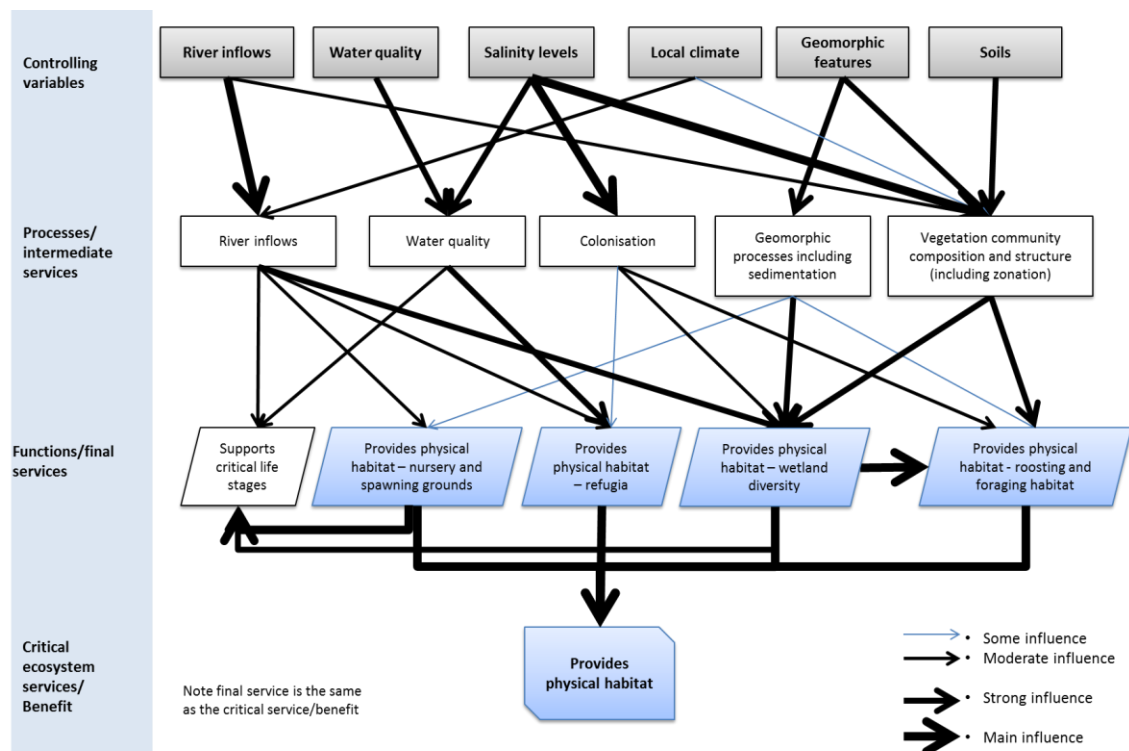 Controlling
variables
River inflows
Water quality
Salinity levels
Local climate
Geomorphic
features
Soils
Processes/
intermediate
services
River inflows
Water quality
Colonisation
Geomorphic
processes including
sedimentation
Vegetation community
composition and structure
(including zonation)
Functions/final
services
Supports
critical life
stages
Provides physical
habitat – nursery and
spawning grounds
Provides
physical habitat
– refugia
Provides physical
habitat – wetland
diversity
Provides physical
habitat - roosting and
foraging habitat
Critical
ecosystem
services/
Benefit
Note final service is the same
as the critical service/benefit
Provides
physical habitat
• Some influence
• Moderate influence
• Strong influence
• Main influence